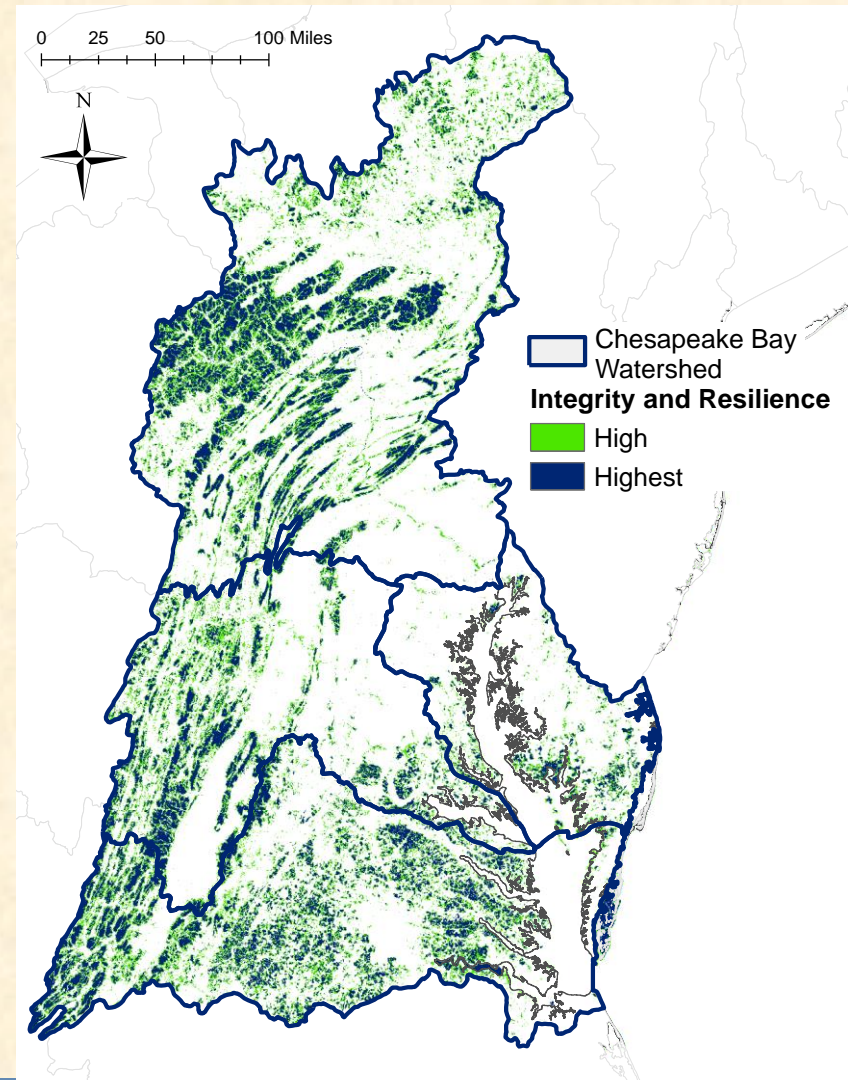 0 25 50 100 Miles
N
Chesapeake Bay
Watershed
Integrity and Resilience
High
Highest